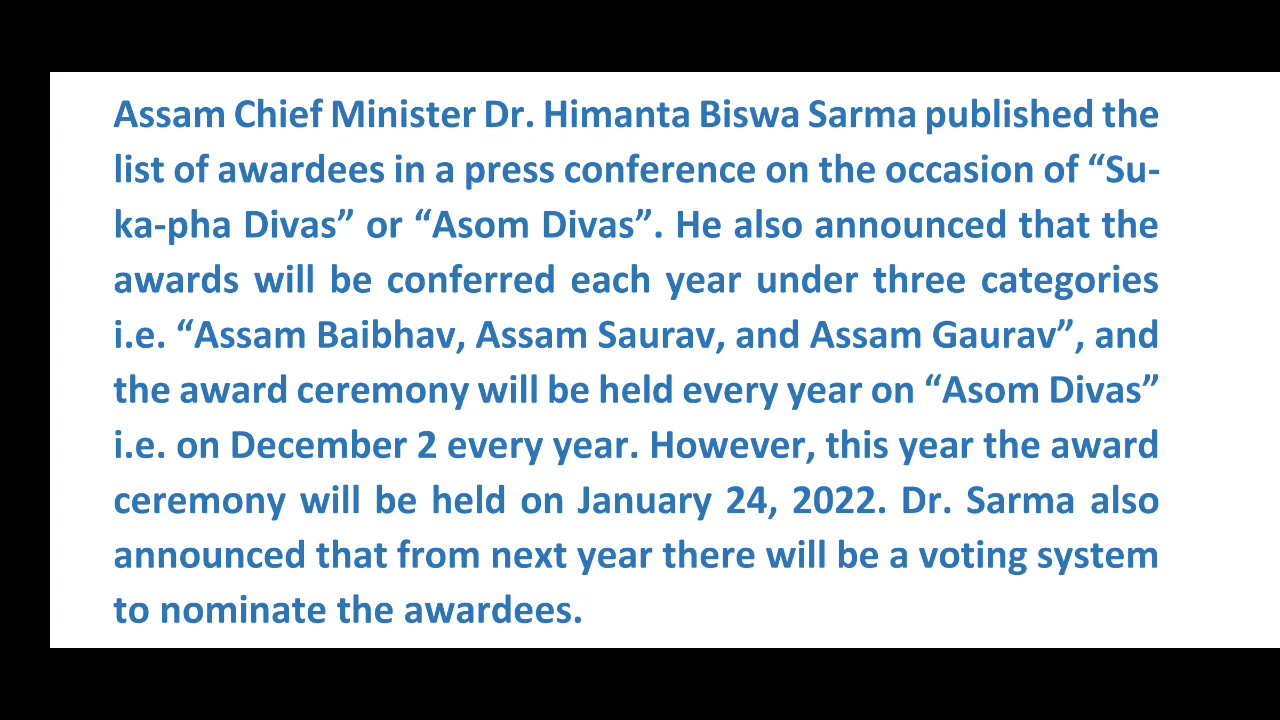 Assam Chief Minister Dr. Himanta Biswa Sarma published the
list of awardees in a press conference on the occasion of “Su-
ka-pha Divas” or “Asom Divas”. He also announced that the
awards will be conferred each year under three categories
i.e. “Assam Baibhav, Assam Saurav, and Assam Gaurav”, and
the award ceremony will be held every year on “Asom Divas”
i.e. on December 2 every year. However, this year the award
ceremony will be held on January 24, 2022. Dr. Sarma also
announced that from next year there will be a voting system
to nominate the awardees.